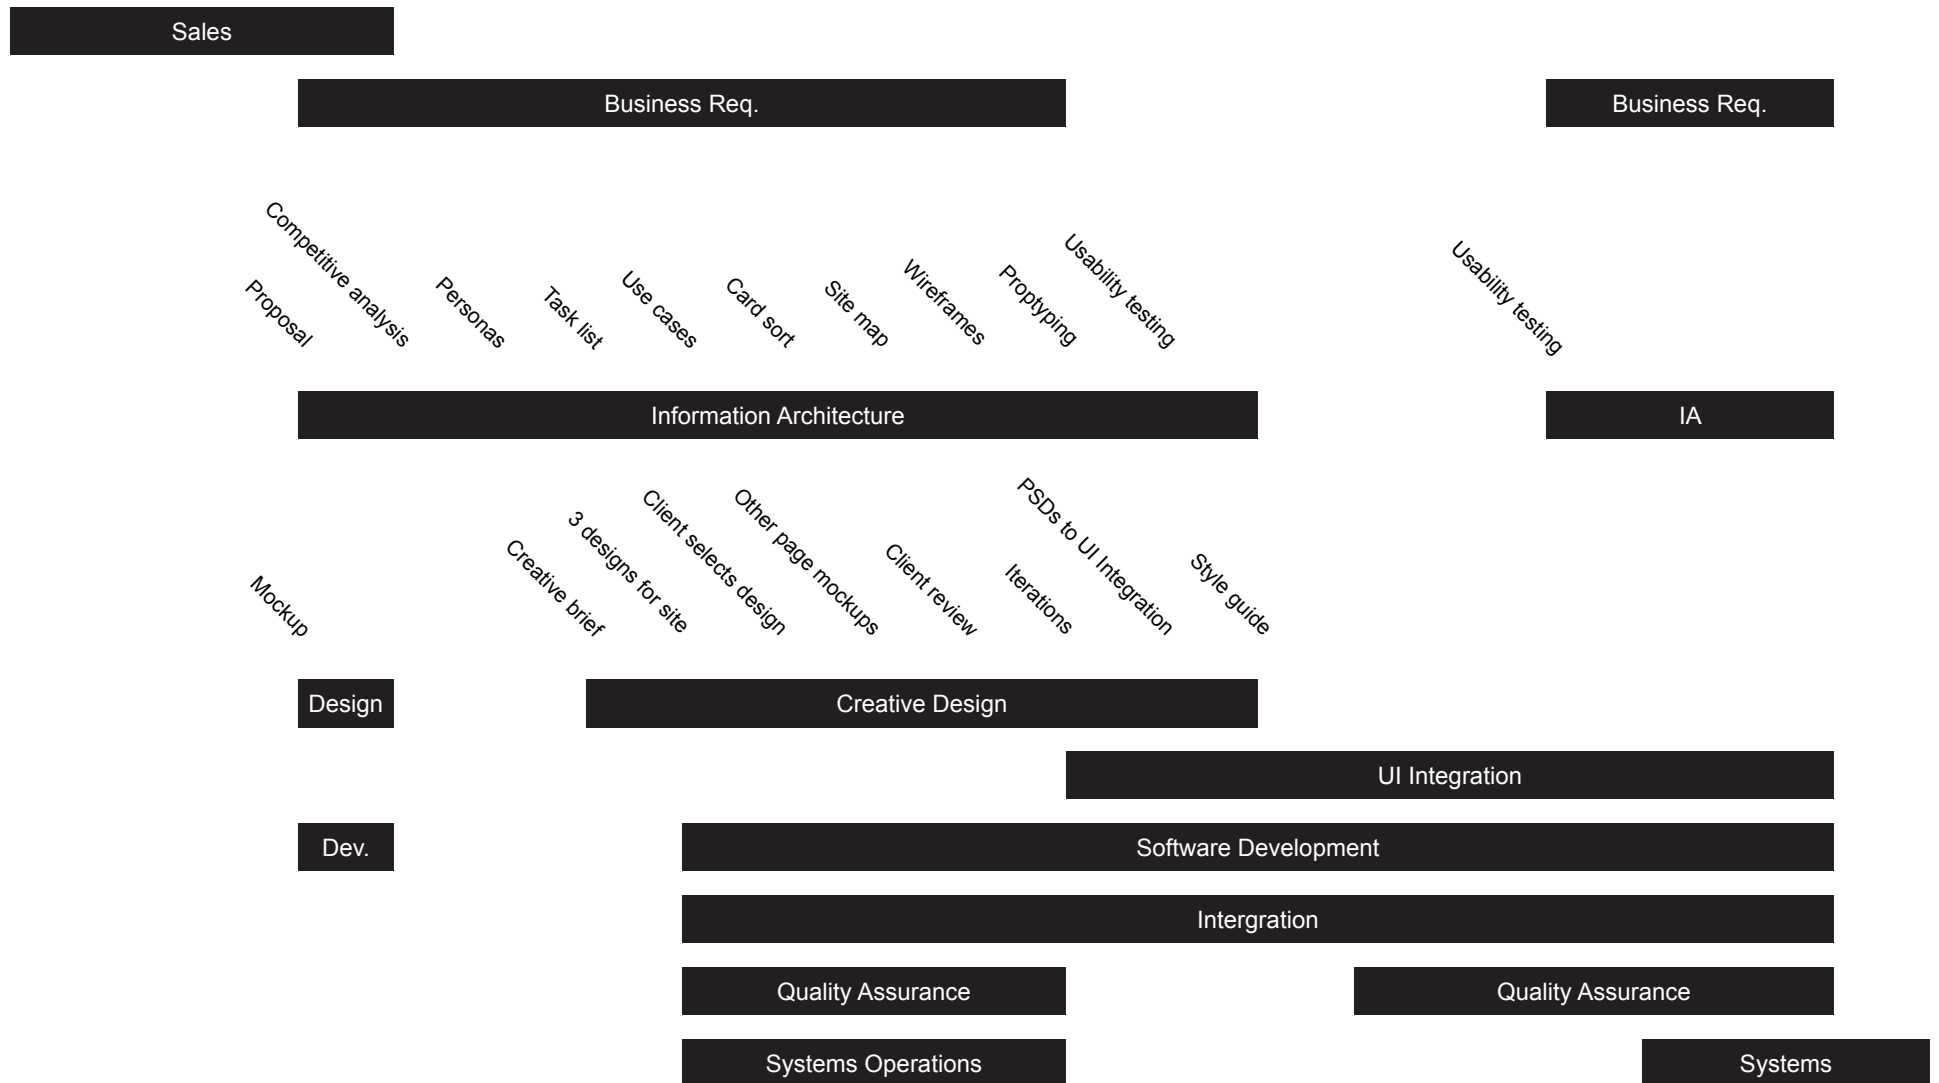 Sales
Business Req.
Business Req.
Proposal
Competitive analysis
Personas
Task list
Use cases
Card sort
Site map
Wireframes
Proptyping
Usability testing
Usability testing
Information Architecture
IA
Mockup
Creative brief
3 designs for site
Client selects design
Other page mockups
Client review
Iterations
PSDs to UI Integration
Style guide
Design
Creative Design
UI Integration
Dev.
Software Development
Intergration
Quality Assurance
Quality Assurance
Systems Operations
Systems